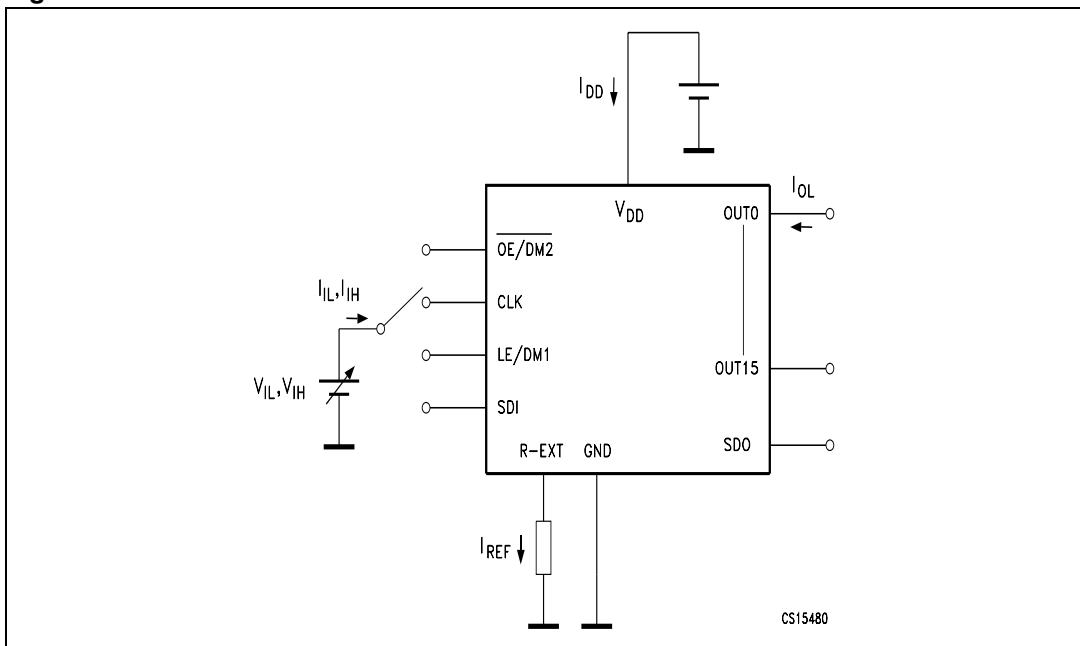 I_DD
V_DD
I_OL
OUT0
OE/DM2
CLK
I_IL,I_IH
LE/DM1
V_IL,V_IH
SDI
OUT15
SDO
R-EXT GND
I_REF
CS15480